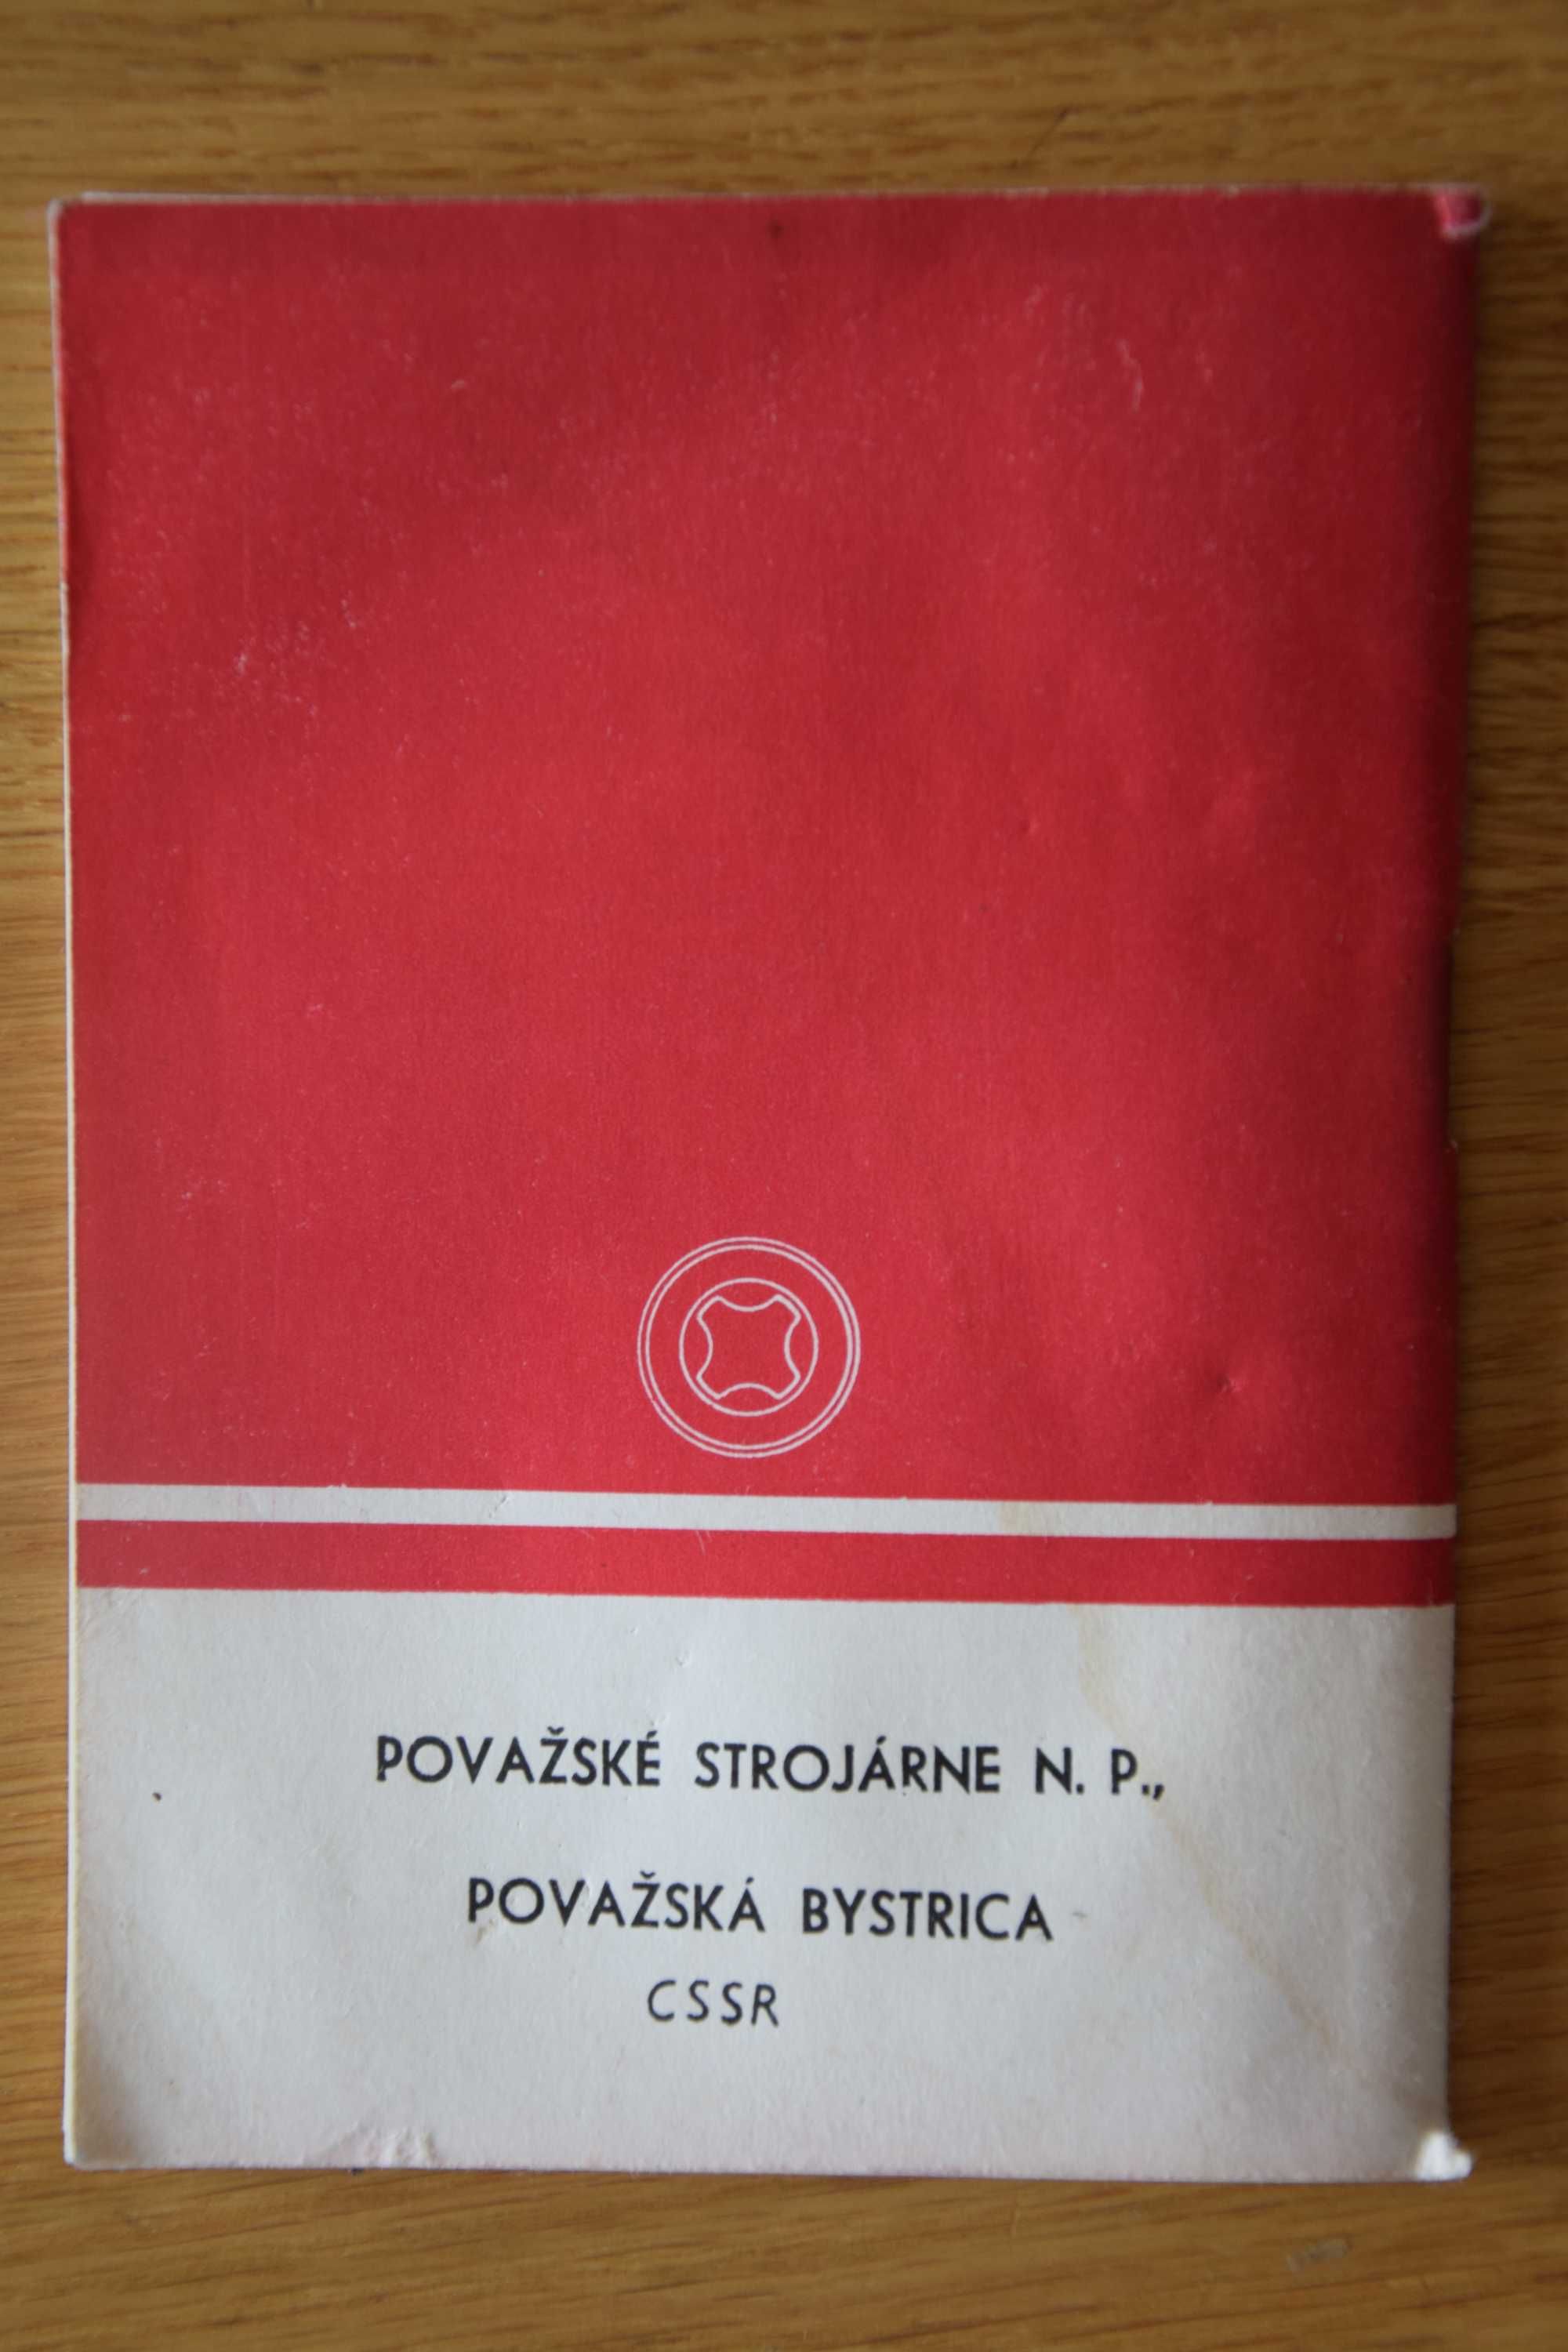 POVAŽSKÉ STROJÁRNE N. P.,
POVAŽSKÁ BYSTRICA
CSSR